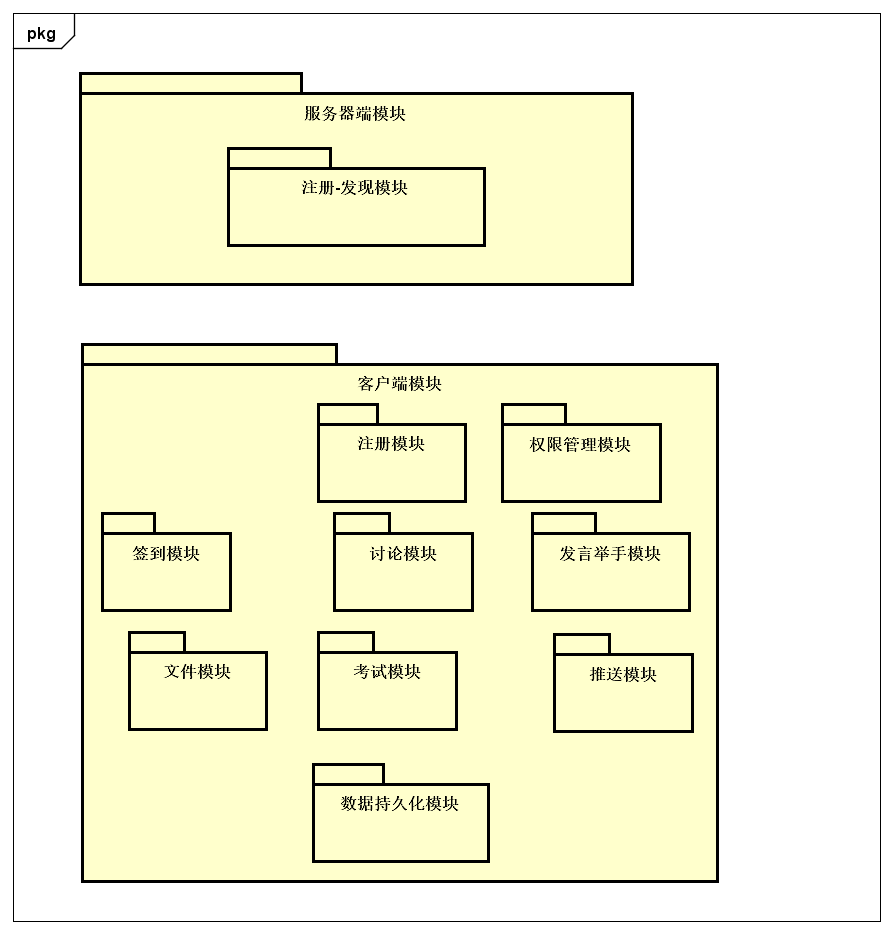 pkg
服务器端模块
注册-发现模块
客户端模块
注册模块
权限管理模块
签到模块
讨论模块
发言举手模块
文件模块
考试模块
推送模块
数据持久化模块